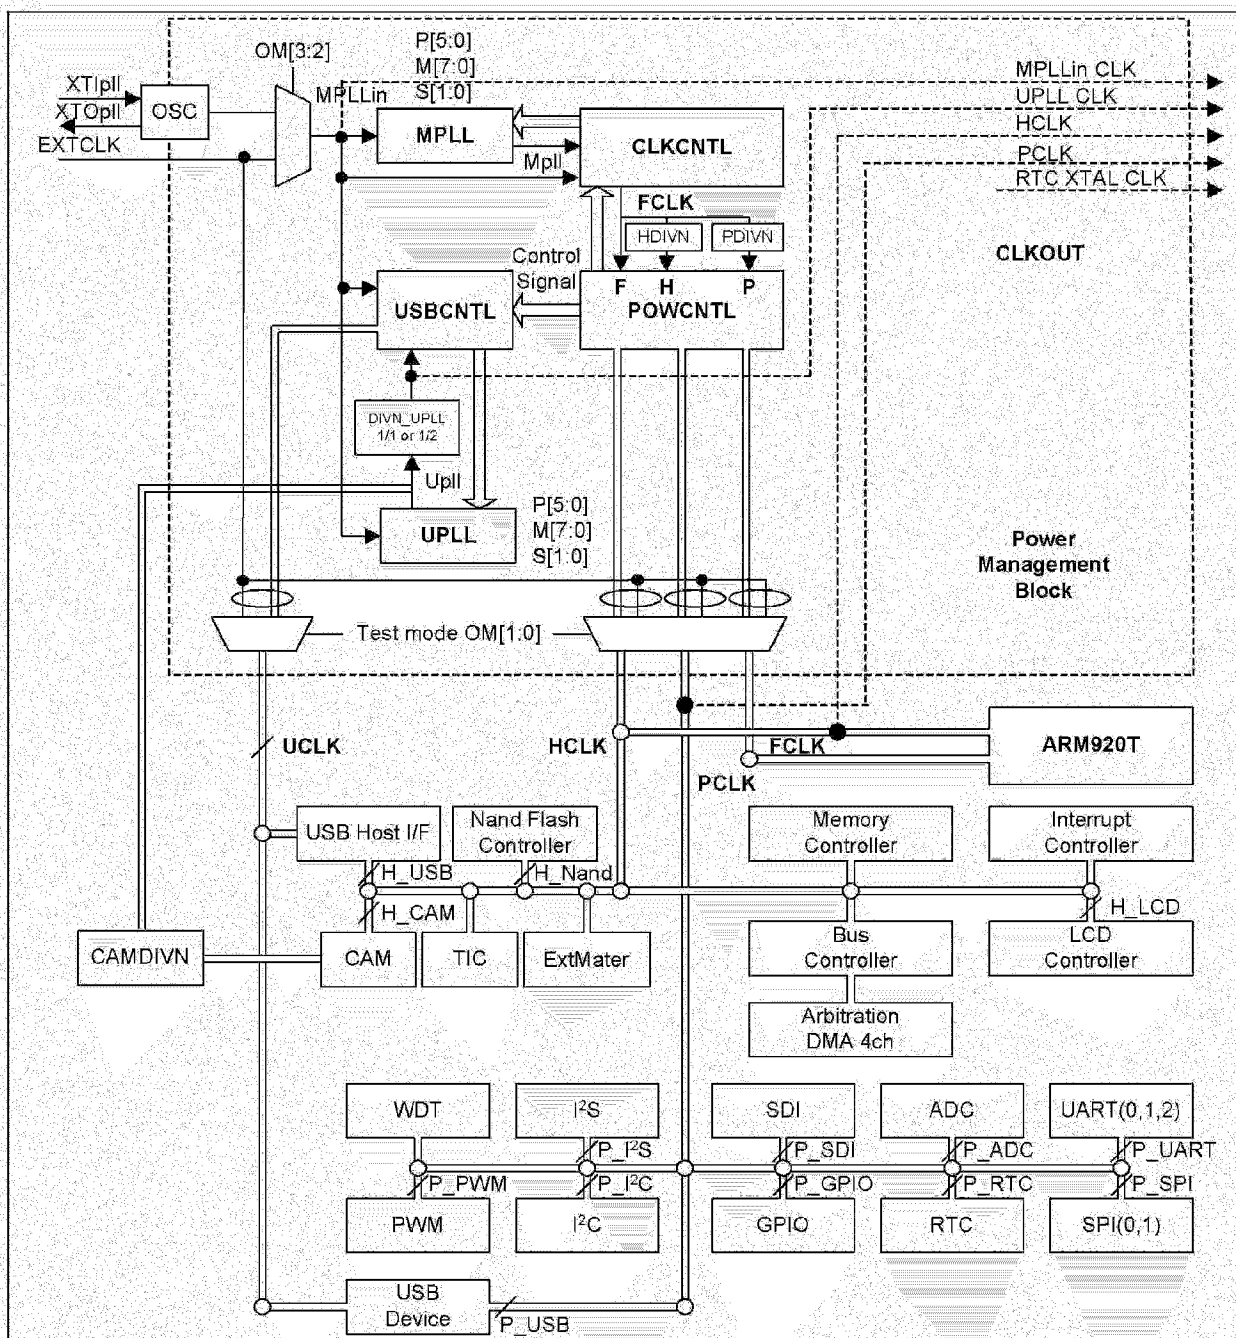 OM[3:2]
P[5:0]
M[7:0]
S[1:0]
XTIpll
XTOpll
EXTCLK
OSC
MPLLin
MPLL
Mpll
CLKCNTL
MPLLin CLK
UPLL CLK
HCLK
PCLK
RTC XTAL CLK
FCLK
HDIVN
PDIVN
Control
Signal
CLKOUT
F H P
USBCNTL
POWCNTL
DIVN_UPLL
1/1 or 1/2
Upll
UPLL
P[5:0]
M[7:0]
S[1:0]
Power
Management
Block
Test mode OM[1:0]
UCLK
HCLK
FCLK
PCLK
ARM920T
USB Host I/F
Nand Flash
Controller
Memory
Controller
Interrupt
Controller
H_USB
H_Nand
H_CAM
H_LCD
CAMDIVN
CAM
TIC
ExtMater
Bus
Controller
LCD
Controller
Arbitration
DMA 4ch
WDT
I²S
SDI
ADC
UART(0,1,2)
P_I²S
P_SDI
P_ADC
P_UART
P_PWM
P_I²C
P_GPIO
P_RTC
P_SPI
PWM
I²C
GPIO
RTC
SPI(0,1)
USB
Device
P_USB